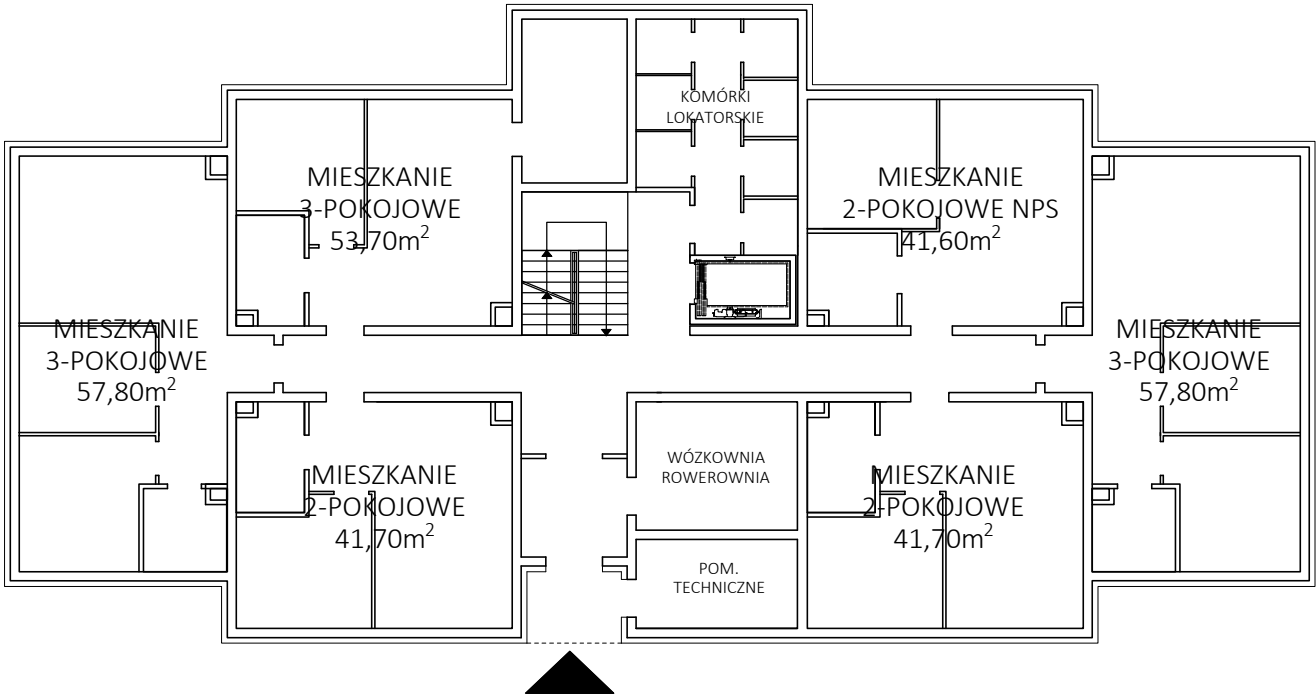 KOMÓRKI
LOKATORSKIE
MIESZKANIE
3-POKOJOWE
53,70m²
MIESZKANIE
2-POKOJOWE NPS
41,60m²
MIESZKANIE
3-POKOJOWE
57,80m²
MIESZKANIE
3-POKOJOWE
57,80m²
MIESZKANIE
2-POKOJOWE
41,70m²
WÓZKOWNIA
ROWEROWNIA
MIESZKANIE
2-POKOJOWE
41,70m²
POM.
TECHNICZNE